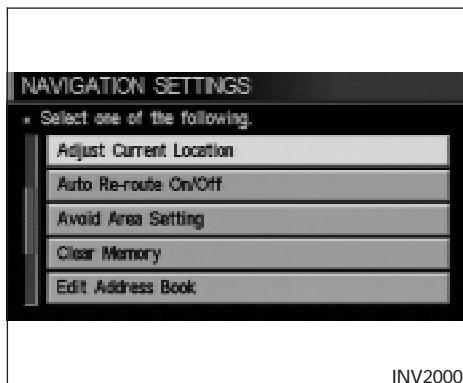 NAVIGATION SETTINGS
Select one of the following.
Adjust Current Location
Auto Re-route On/Off
Avoid Area Setting
Clear Memory
Edit Address Book
INV2000